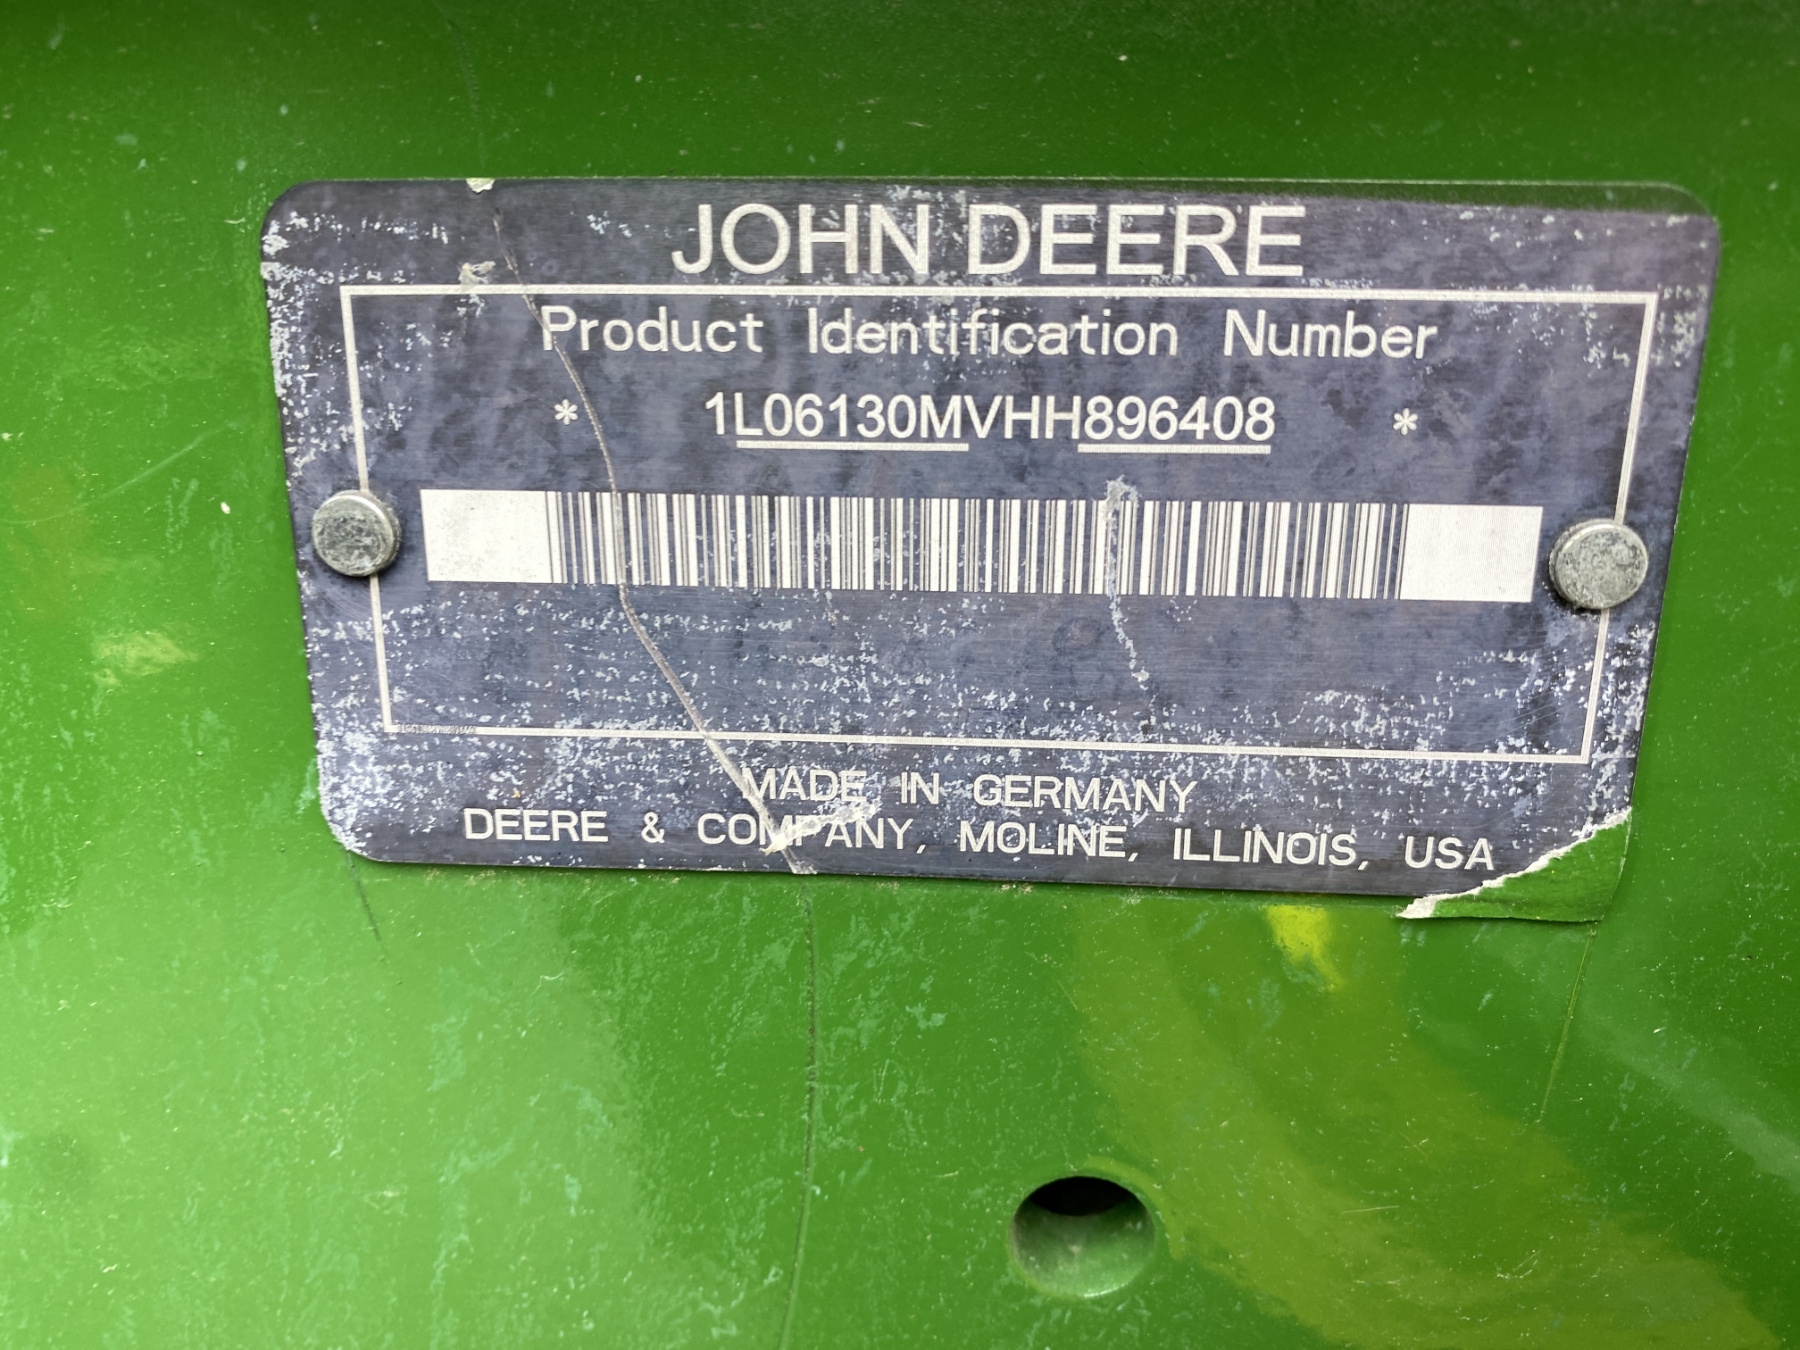 JOHN DEERE
Product Identification Number
* 1L06130MVHH896408 *
MADE IN GERMANY
DEERE & COMPANY, MOLINE, ILLINOIS, USA